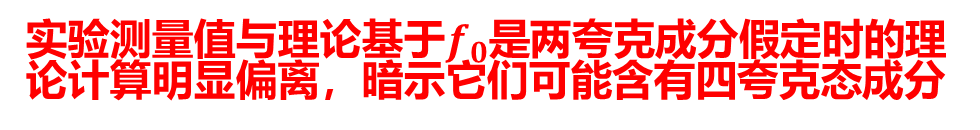 实验测量值与理论基于f₀是两夸克成分假定时的理
论计算明显偏离，暗示它们可能含有四夸克态成分